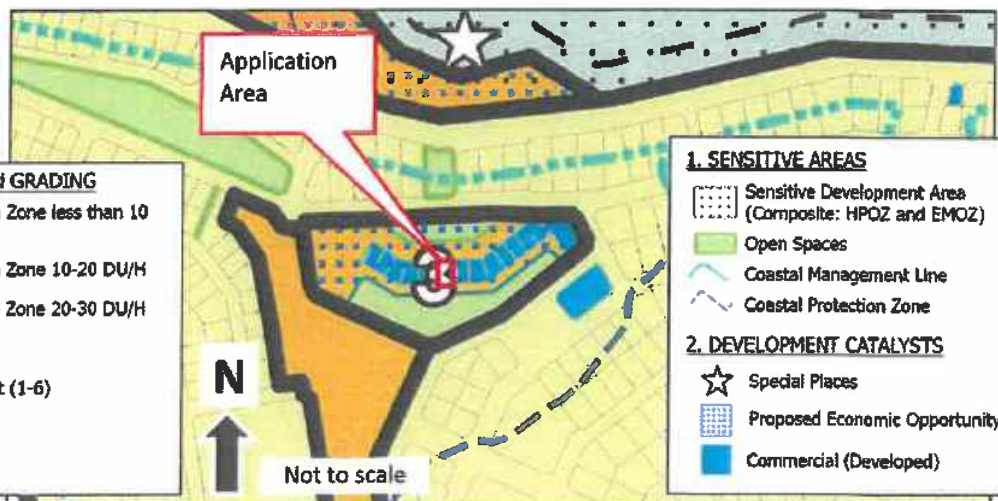 Application
Area
GRADING
Zone less than 10
Zone 10-20 DU/H
Zone 20-30 DU/H
(1-6)
3
N
Not to scale
1. SENSITIVE AREAS
Sensitive Development Area
(Composite: HPOZ and EMOZ)
Open Spaces
Coastal Management Line
Coastal Protection Zone
2. DEVELOPMENT CATALYSTS
Special Places
Proposed Economic Opportunity
Commercial (Developed)